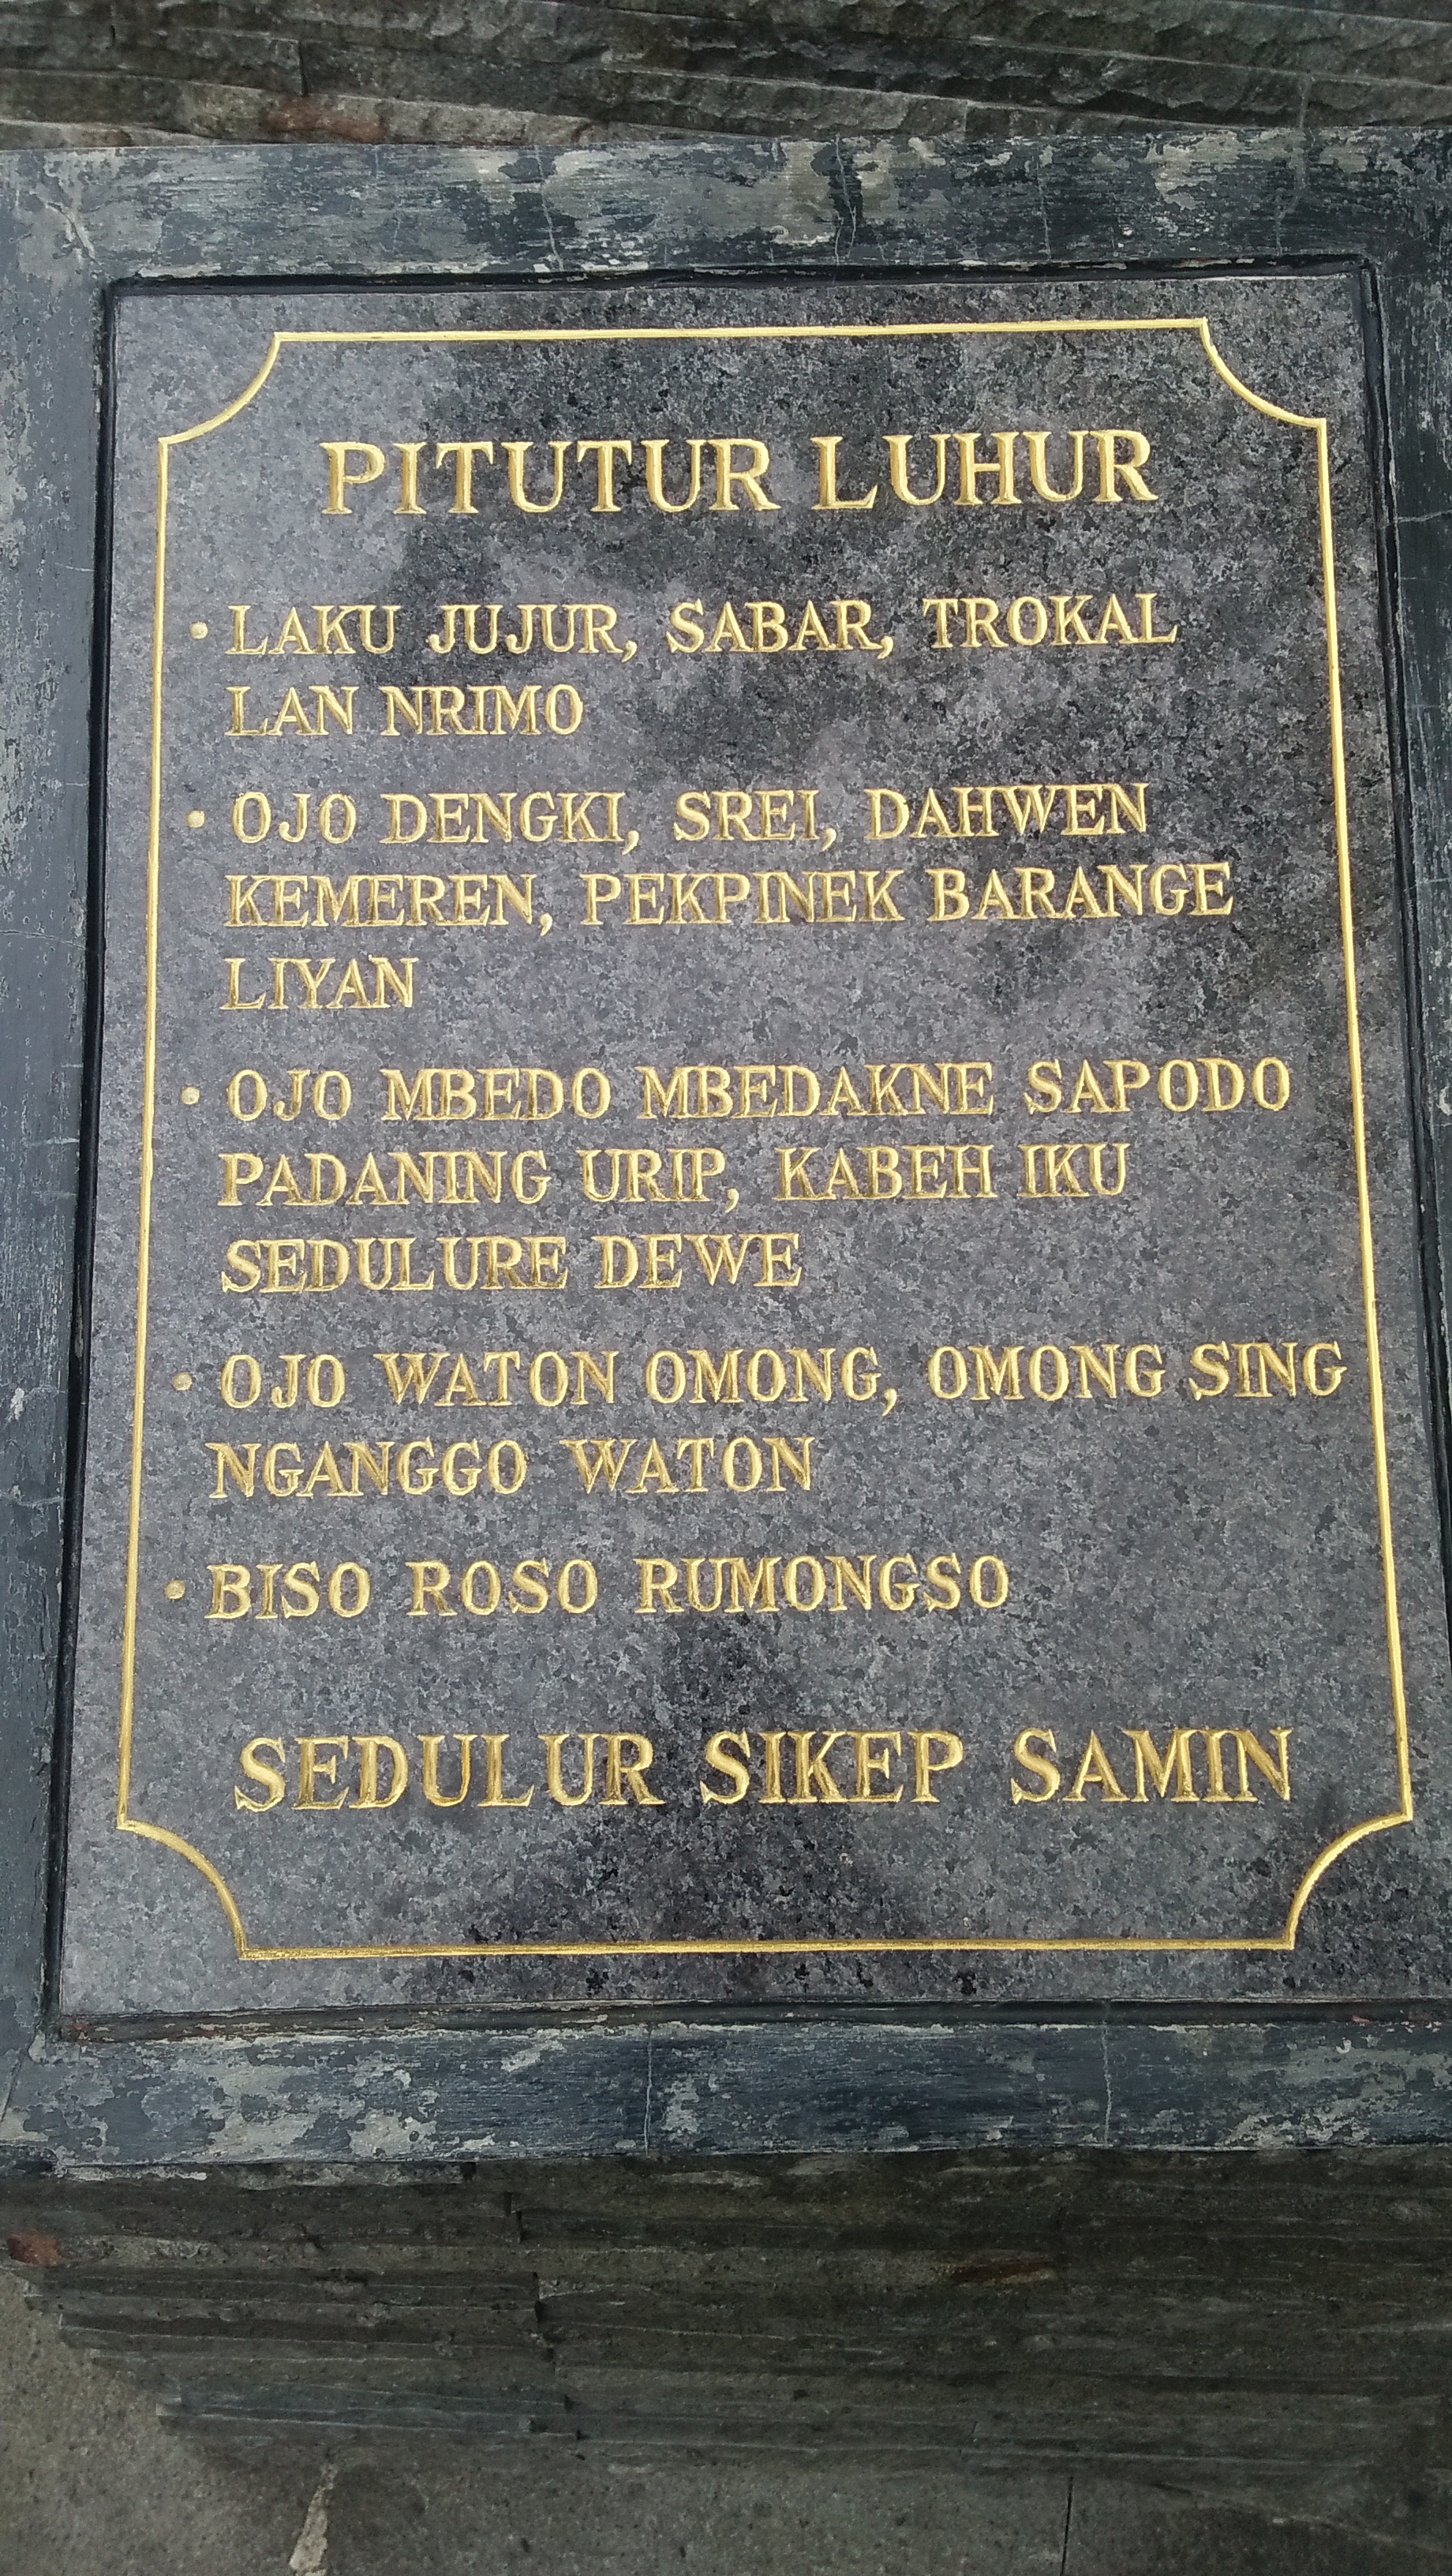 PITUTUR LUHUR
• LAKU JUJUR, SABAR, TROKAL
LAN NRIMO
• OJO DENGKI, SREI, DAHWEN
KEMEREN, PEKPINEK BARANGE
LIYAN
• OJO MBEDO MBEDAKNE SAPODO
PADANING URIP, KABEH IKU
SEDULURE DEWE
• OJO WATON OMONG, OMONG SING
NGANGGO WATON
• BISO ROSO RUMONGSO
SEDULUR SIKEP SAMIN